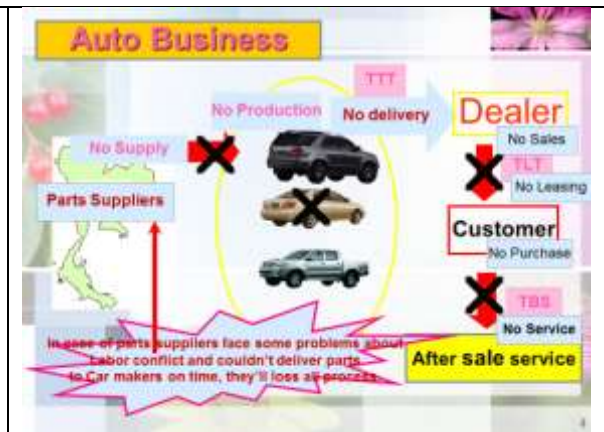 Auto Business
TTT
No Production
No delivery
Dealer
No Sales
No Supply
TLT
No Leasing
Parts Suppliers
Customer
No Purchase
TBS
No Service
In case of parts suppliers face some problems about
Labor conflict and couldn't deliver parts
to Car makers on time, they'll loss all process
After sale service
4